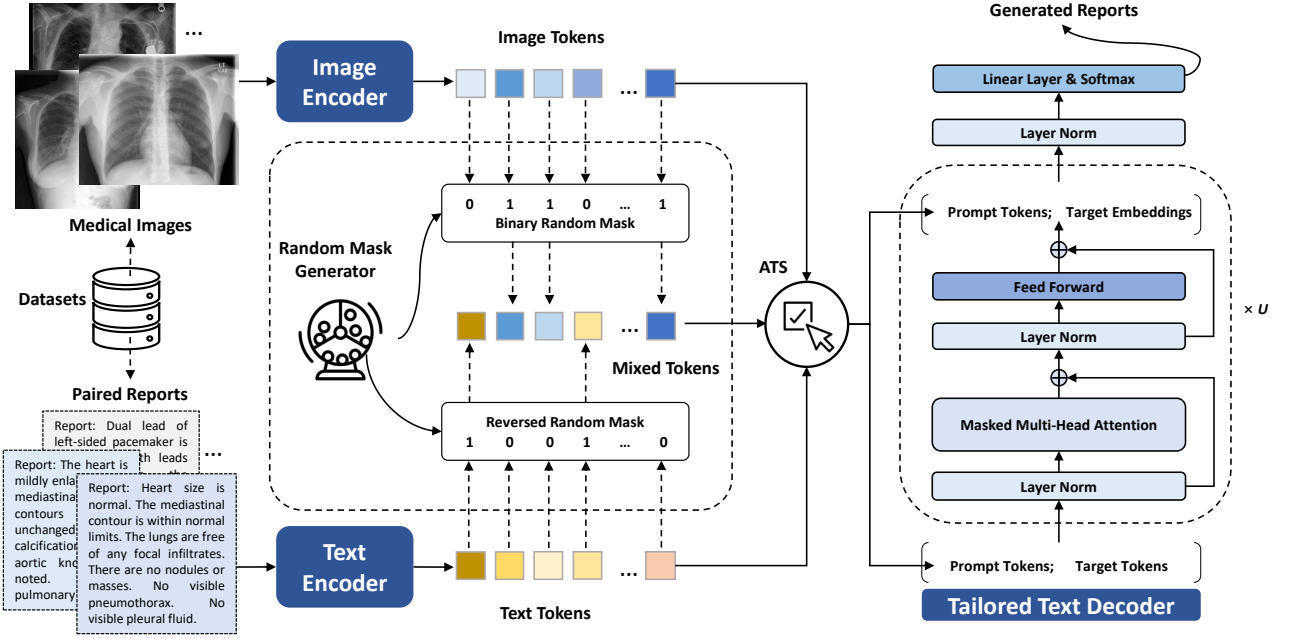 Generated Reports
...
Image Tokens
Image
Encoder
Linear Layer & Softmax
...
Layer Norm
0 1 1 0 ... 1
Binary Random Mask
Prompt Tokens; Target Embeddings
Medical Images
Random Mask
Generator
ATS
Datasets
Feed Forward
× U
...
Layer Norm
Mixed Tokens
Paired Reports
Reversed Random Mask
1 0 0 1 ... 0
Masked Multi-Head Attention
Report: Dual lead of
left-sided pacemaker is
th leads
...
Report: The heart is
mildly enla
mediastina
contours
unchanged
calcification
aortic kno
noted.
pulmonary
Report: Heart size is
normal. The mediastinal
contour is within normal
limits. The lungs are free
of any focal infiltrates.
There are no nodules or
masses. No visible
pneumothorax. No
visible pleural fluid.
Layer Norm
Text
Encoder
...
Text Tokens
Prompt Tokens; Target Tokens
Tailored Text Decoder